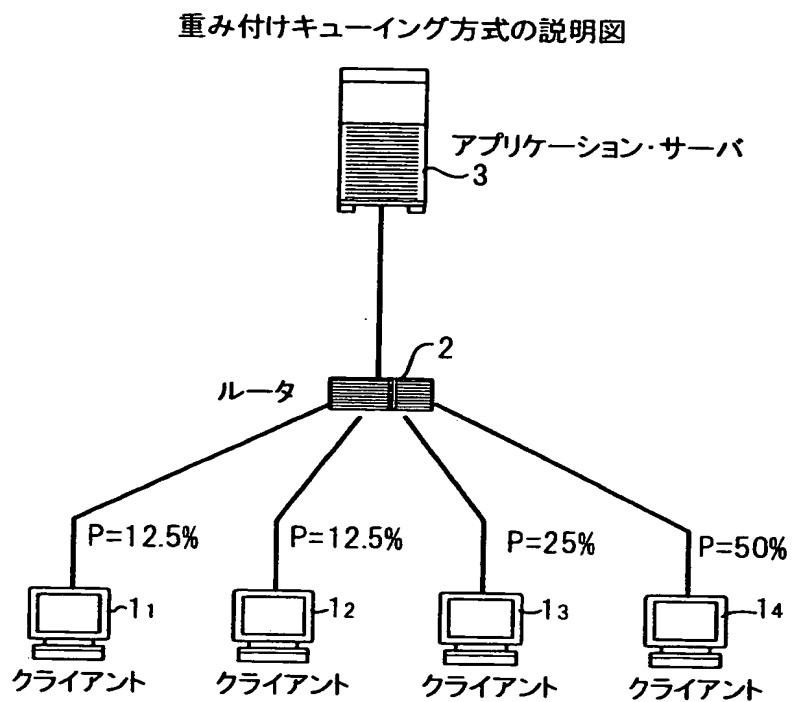 重み付けキューイング方式の説明図
アプリケーション・サーバ
3
2
ルータ
P=12.5%
P=12.5%
P=25%
P=50%
11
12
13
14
クライアント
クライアント
クライアント
クライアント